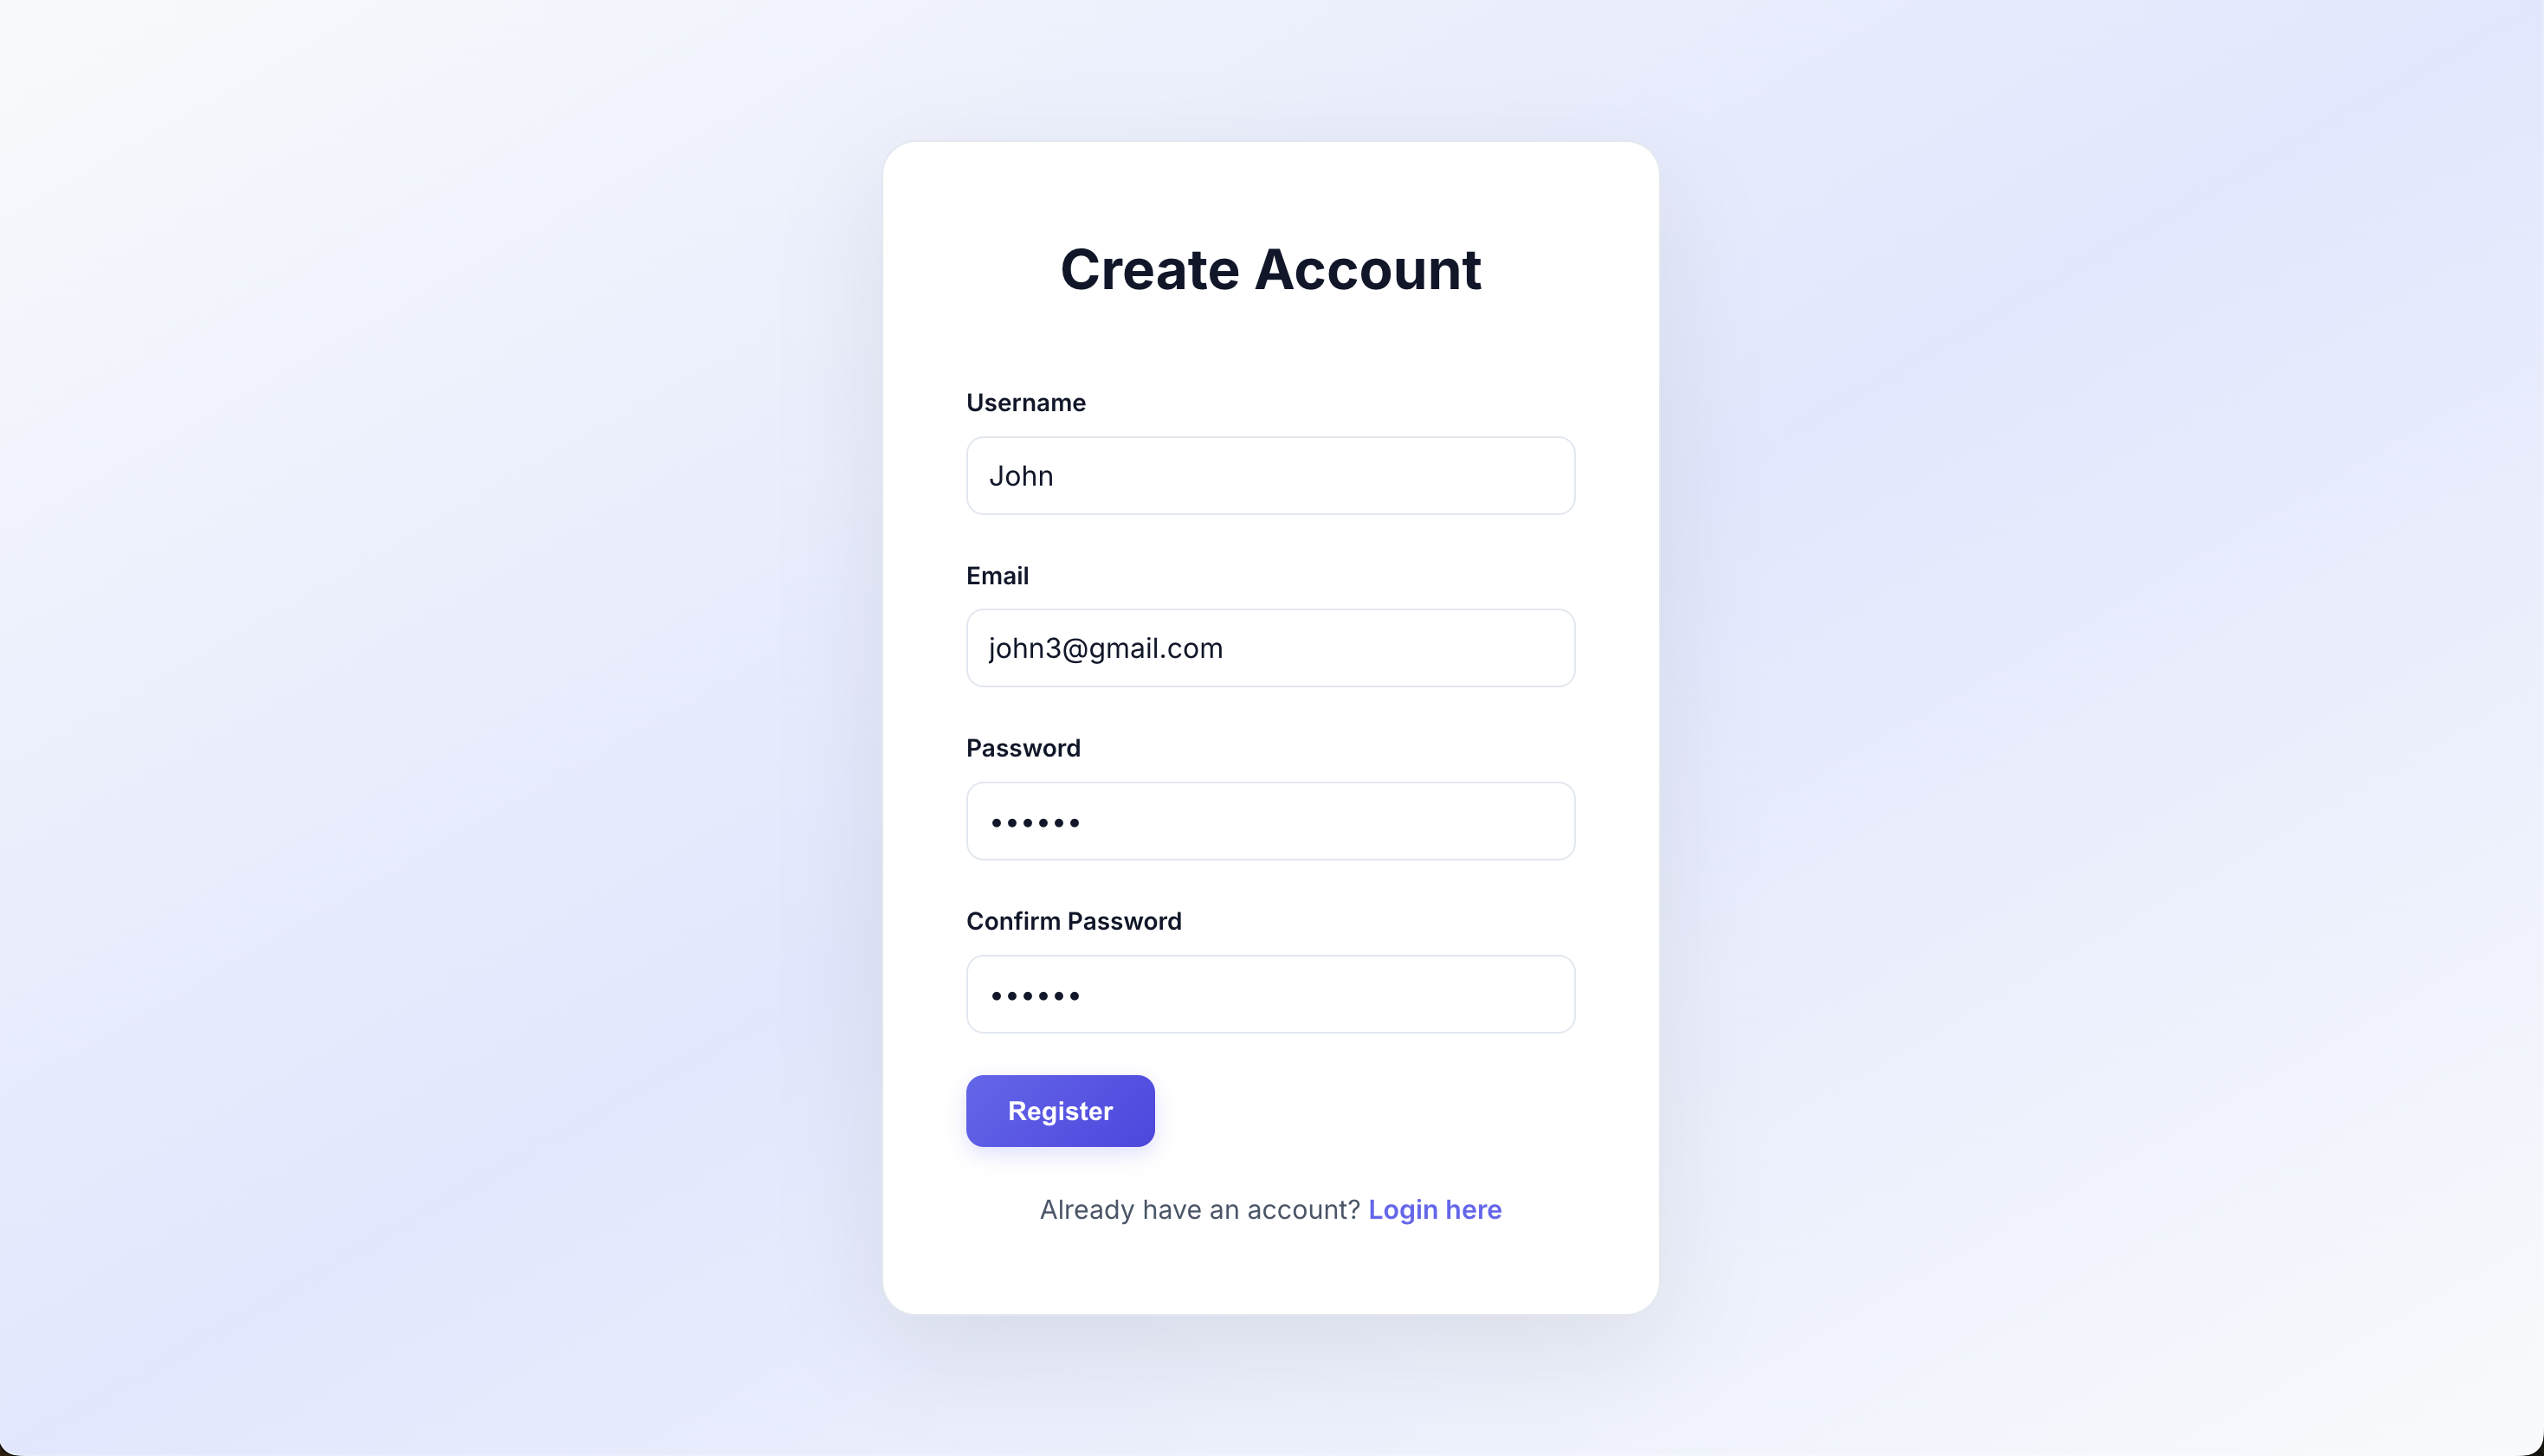 Create Account
Username
John
Email
john3@gmail.com
Password
••••••
Confirm Password
••••••
Register
Already have an account? Login here